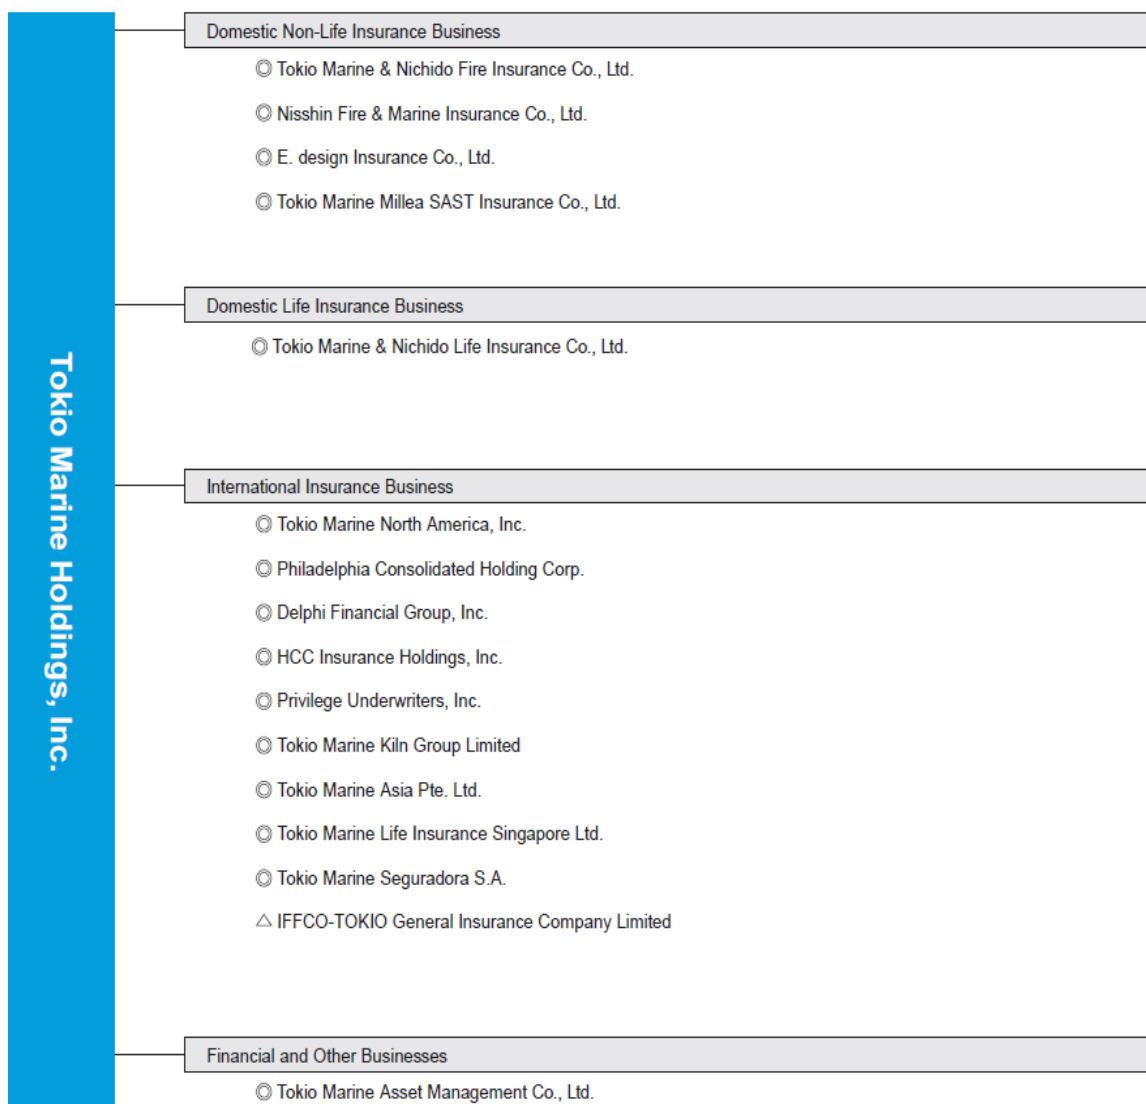 Tokio Marine Holdings, Inc.
Domestic Non-Life Insurance Business
◎ Tokio Marine & Nichido Fire Insurance Co., Ltd.
◎ Nisshin Fire & Marine Insurance Co., Ltd.
◎ E. design Insurance Co., Ltd.
◎ Tokio Marine Millea SAST Insurance Co., Ltd.
Domestic Life Insurance Business
◎ Tokio Marine & Nichido Life Insurance Co., Ltd.
International Insurance Business
◎ Tokio Marine North America, Inc.
◎ Philadelphia Consolidated Holding Corp.
◎ Delphi Financial Group, Inc.
◎ HCC Insurance Holdings, Inc.
◎ Privilege Underwriters, Inc.
◎ Tokio Marine Kiln Group Limited
◎ Tokio Marine Asia Pte. Ltd.
◎ Tokio Marine Life Insurance Singapore Ltd.
◎ Tokio Marine Seguradora S.A.
△ IFFCO-TOKIO General Insurance Company Limited
Financial and Other Businesses
◎ Tokio Marine Asset Management Co., Ltd.